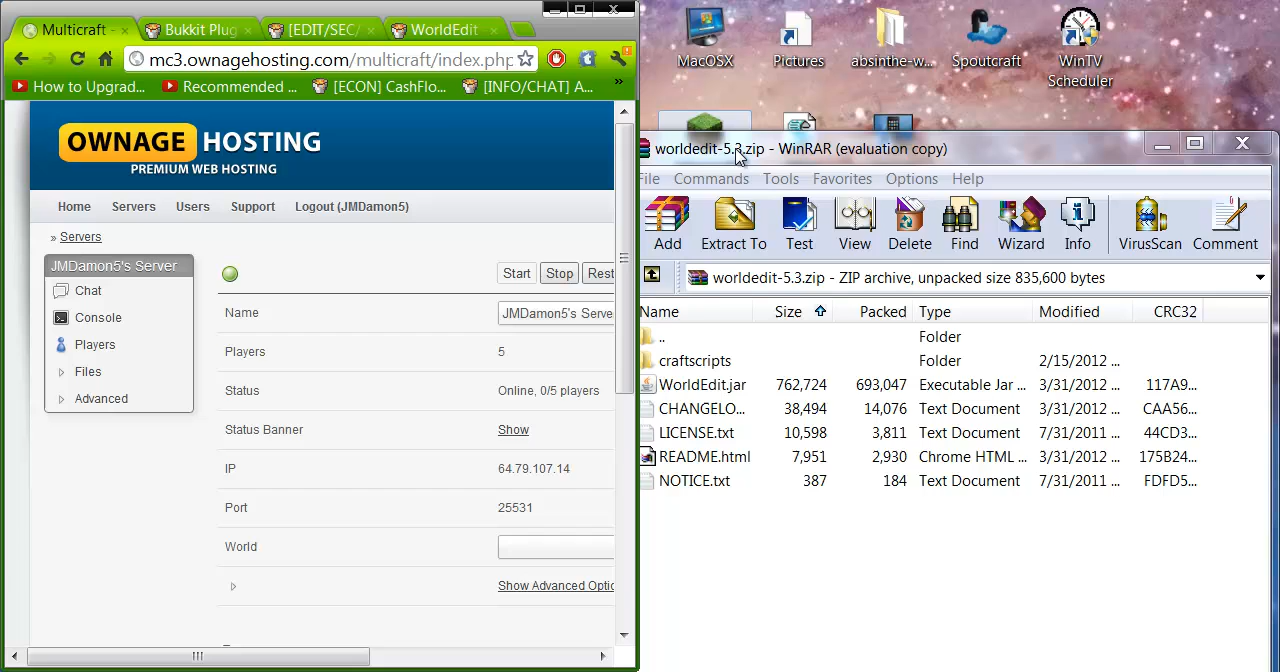 Multicraft -
Bukkit Plug
[EDIT/SEC/
WorldEdit
mc3.ownagehosting.com/multicraft/index.php
How to Upgrad...
Recommended ...
[ECON] CashFlo...
[INFO/CHAT] A...
»
OWNAGE HOSTING
PREMIUM WEB HOSTING
Home
Servers
Users
Support
Logout (JMDamon5)
» Servers
JMDamon5's Server
Chat
Console
Players
Files
Advanced
Start
Stop
Rest
Name
JMDamon5's Serve
Players
5
Status
Online, 0/5 players
Status Banner
Show
IP
64.79.107.14
Port
25531
World
Show Advanced Optio
MacOSX
Pictures
absinthe-w...
Spoutcraft
WinTV
Scheduler
worldedit-5.3.zip - WinRAR (evaluation copy)
File
Commands
Tools
Favorites
Options
Help
Add
Extract To
Test
View
Delete
Find
Wizard
Info
VirusScan
Comment
worldedit-5.3.zip - ZIP archive, unpacked size 835,600 bytes
Name Size Packed Type Modified CRC32
.. Folder
craftscripts Folder 2/15/2012 ...
WorldEdit.jar 762,724 693,047 Executable Jar ... 3/31/2012 ... 117A9...
CHANGELO... 38,494 14,076 Text Document 3/31/2012 ... CAA56...
LICENSE.txt 10,598 3,811 Text Document 7/31/2011 ... 44CD3...
README.html 7,951 2,930 Chrome HTML ... 3/31/2012 ... 175B24...
NOTICE.txt 387 184 Text Document 7/31/2011 ... FDFD5...